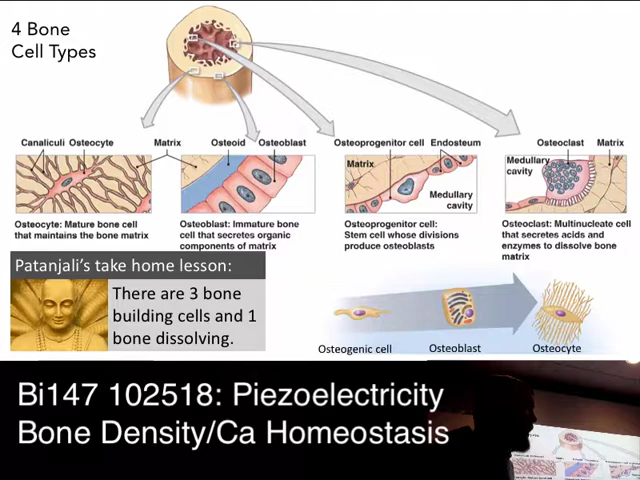 4 Bone
Cell Types
Canaliculi Osteocyte
Matrix
Osteoid
Osteoblast
Osteoprogenitor cell
Endosteum
Osteoclast
Matrix
Matrix
Medullary
cavity
Medullary
cavity
Osteocyte: Mature bone cell
that maintains the bone matrix
Osteoblast: Immature bone
cell that secretes organic
components of matrix
Osteoprogenitor cell:
Stem cell whose divisions
produce osteoblasts
Osteoclast: Multinucleate cell
that secretes acids and
enzymes to dissolve bone
matrix
Patanjali's take home lesson:
There are 3 bone
building cells and 1
bone dissolving.
Osteogenic cell
Osteoblast
Osteocyte
Bi147 102518: Piezoelectricity
Bone Density/Ca Homeostasis